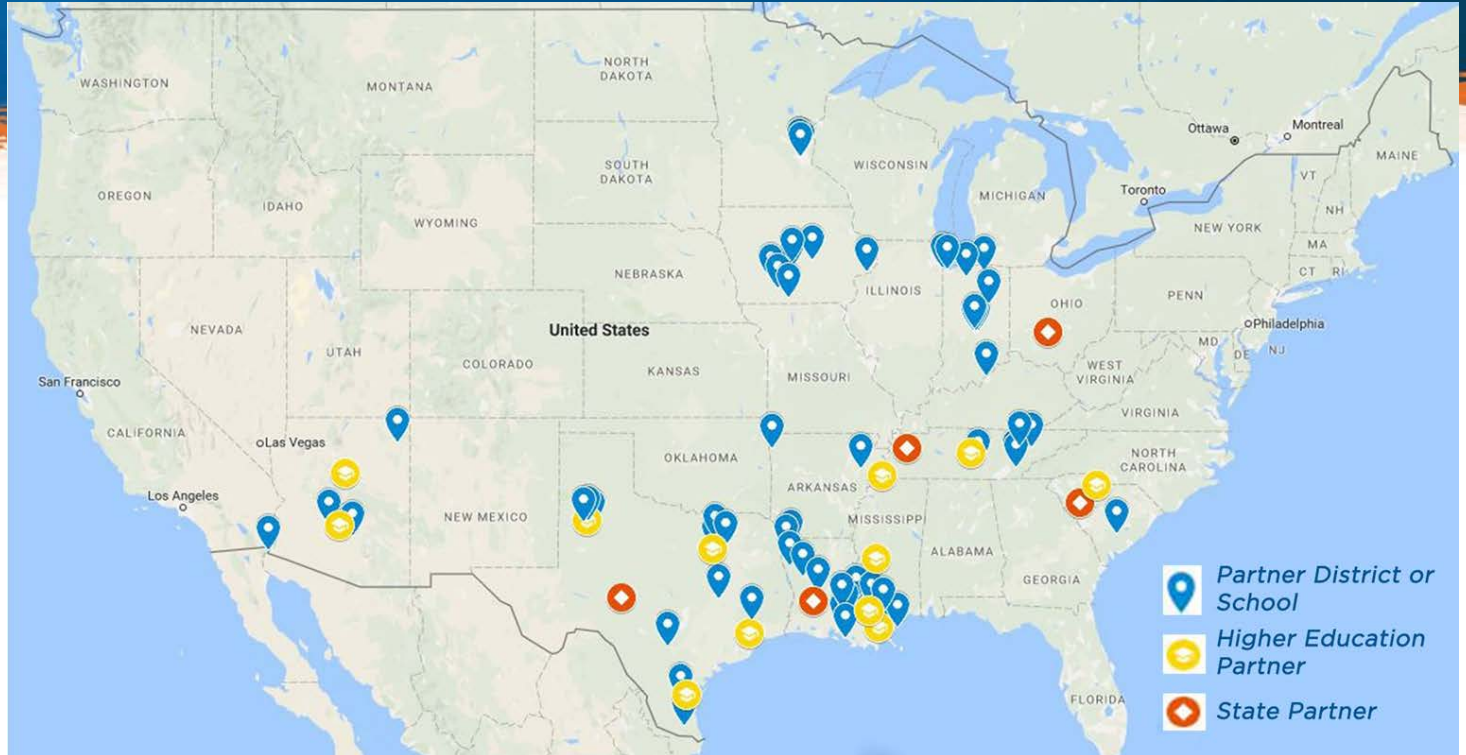 WASHINGTON
MONTANA
NORTH
DAKOTA
Ottawa
Montreal
MAINE
OREGON
IDAHO
SOUTH
DAKOTA
WISCONSIN
MICHIGAN
Toronto
VT
NH
WYOMING
NEW YORK
MA
CT
RI
NEBRASKA
ILLINOIS
OHIO
PENN
NEVADA
United States
Philadelphia
UTAH
COLORADO
KANSAS
MISSOURI
WEST
VIRGINIA
MD
DE
NJ
San Francisco
VIRGINIA
CALIFORNIA
Las Vegas
OKLAHOMA
NORTH
CAROLINA
Los Angeles
ARKANSAS
NEW MEXICO
MISSISSIPPI
ALABAMA
GEORGIA
FLORIDA
Partner District or
School
Higher Education
Partner
State Partner